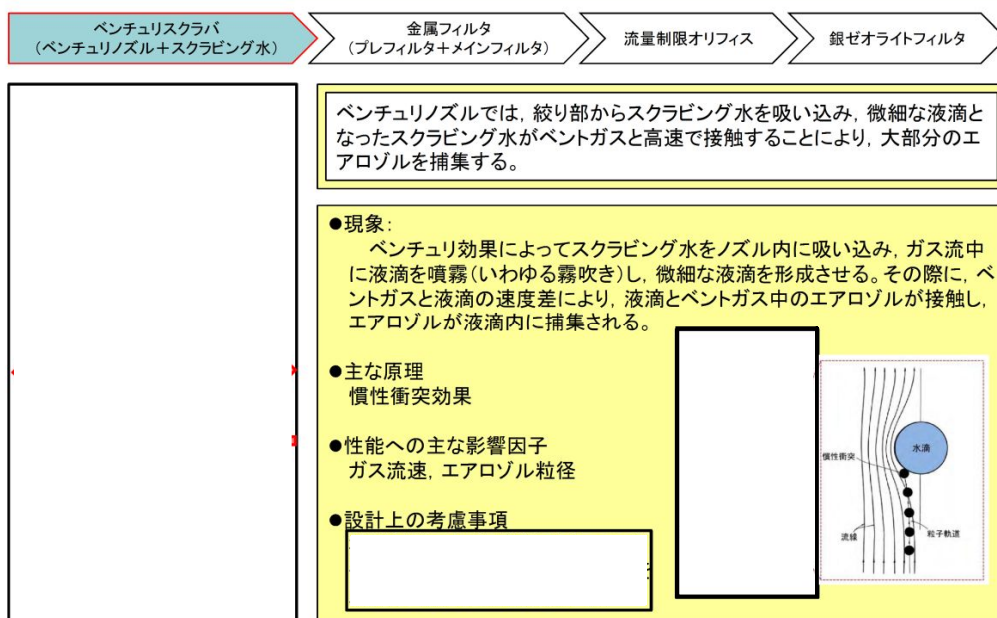 ベンチュリスクラバ
(ベンチュリノズル+スクラビング水)
金属フィルタ
(プレフィルタ+メインフィルタ)
流量制限オリフィス
銀ゼオライトフィルタ
ベンチュリノズルでは，絞り部からスクラビング水を吸い込み，微細な液滴と
なったスクラビング水がベントガスと高速で接触することにより，大部分のエ
アロゾルを捕集する。
●現象：
ベンチュリ効果によってスクラビング水をノズル内に吸い込み，ガス流中
に液滴を噴霧(いわゆる霧吹き)し，微細な液滴を形成させる。その際に，ベ
ントガスと液滴の速度差により，液滴とベントガス中のエアロゾルが接触し，
エアロゾルが液滴内に捕集される。
●主な原理
慣性衝突効果
●性能への主な影響因子
ガス流速，エアロゾル粒径
●設計上の考慮事項
水滴
慣性衝突
流線
粒子軌道